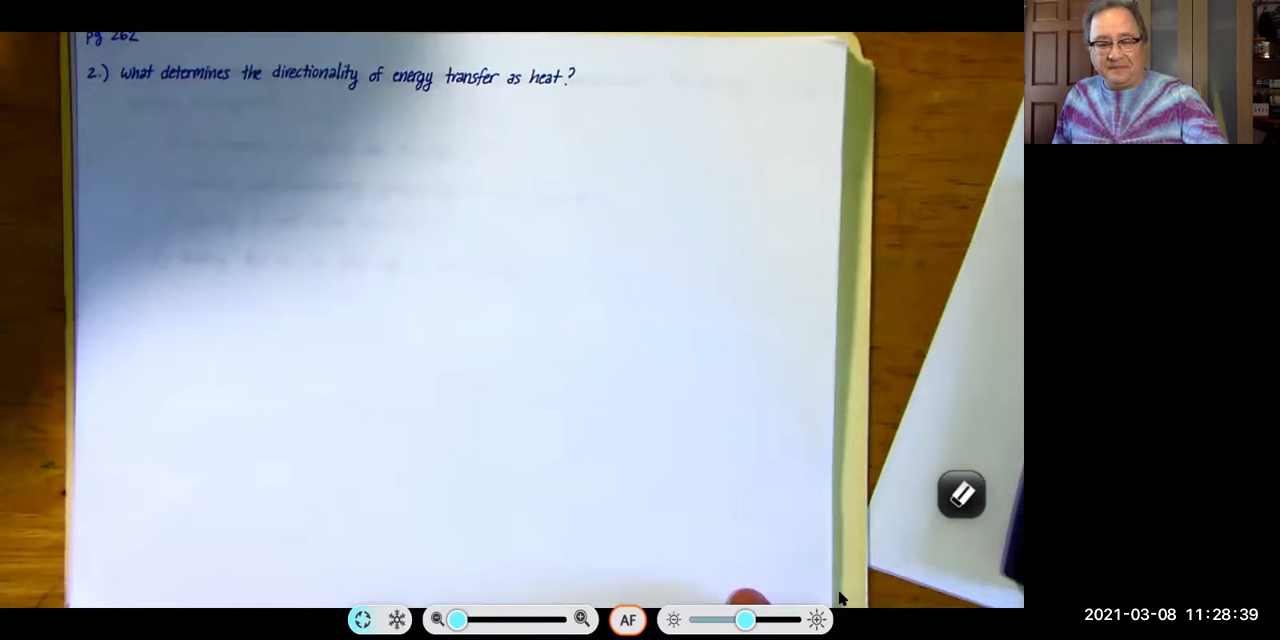 pg 262
2.) What determines the directionality of energy transfer as heat?
AF
2021-03-08 11:28:39